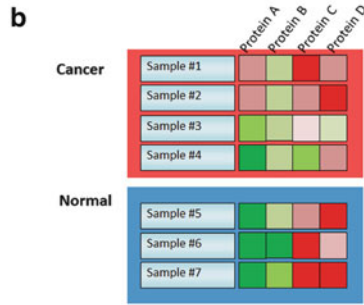 b
Protein A
Protein B
Protein C
Protein D
Cancer
Sample #1
Sample #2
Sample #3
Sample #4
Normal
Sample #5
Sample #6
Sample #7